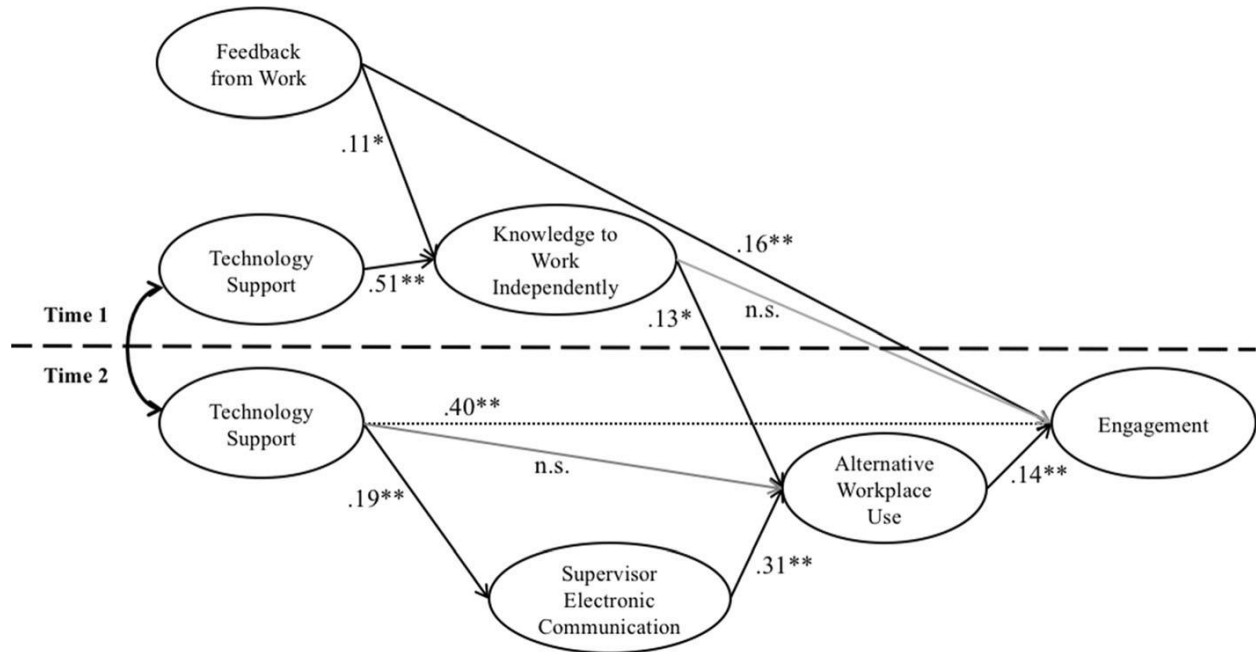 Feedback
from Work
.11*
Technology
Support
.51**
Knowledge to
Work
Independently
.16**
n.s.
.13*
Time 1
Time 2
Technology
Support
.40**
n.s.
.19**
Engagement
Alternative
Workplace
Use
.14**
.31**
Supervisor
Electronic
Communication